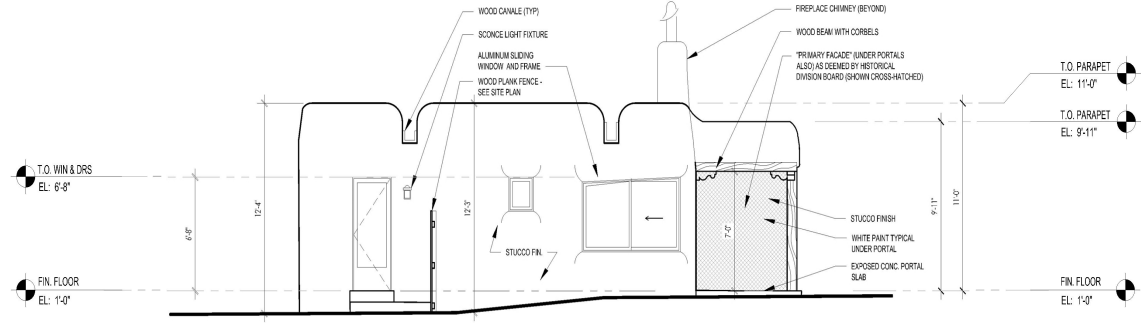 WOOD CANALE (TYP)
SCONCE LIGHT FIXTURE
ALUMINUM SLIDING
WINDOW AND FRAME
WOOD PLANK FENCE -
SEE SITE PLAN
FIREPLACE CHIMNEY (BEYOND)
WOOD BEAM WITH CORBELS
"PRIMARY FACADE" (UNDER PORTALS
ALSO) AS DEEMED BY HISTORICAL
DIVISION BOARD (SHOWN CROSS-HATCHED)
T.O. PARAPET
EL: 11'-0"
T.O. PARAPET
EL: 9'-11"
T.O. WIN & DRS
EL: 6'-8"
6'-8"
12'-4"
12'-3"
7'-0"
9'-11"
11'-0"
STUCCO FIN.
STUCCO FINISH
WHITE PAINT TYPICAL
UNDER PORTAL
EXPOSED CONC. PORTAL
SLAB
FIN. FLOOR
EL: 1'-0"
FIN. FLOOR
EL: 1'-0"